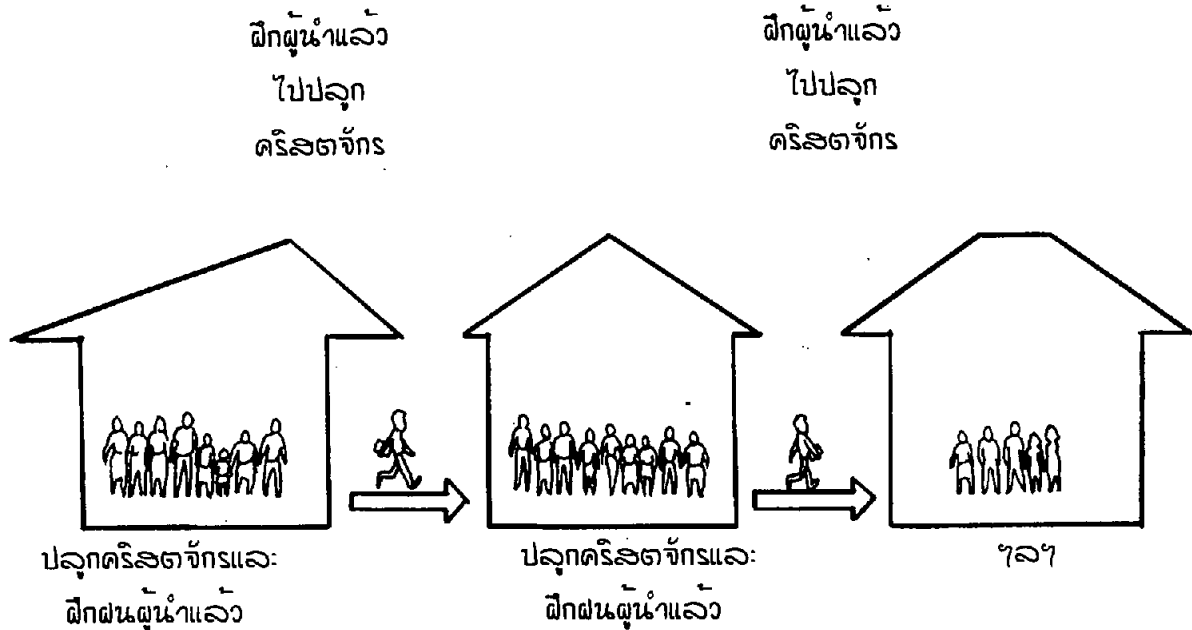 ฝึกผู้นำแล้ว
ไปปลูก
คริสตจักร
ฝึกผู้นำแล้ว
ไปปลูก
คริสตจักร
ปลูกคริสตจักรและ
ฝึกฝนผู้นำแล้ว
ปลูกคริสตจักรและ
ฝึกฝนผู้นำแล้ว
ฯลฯ